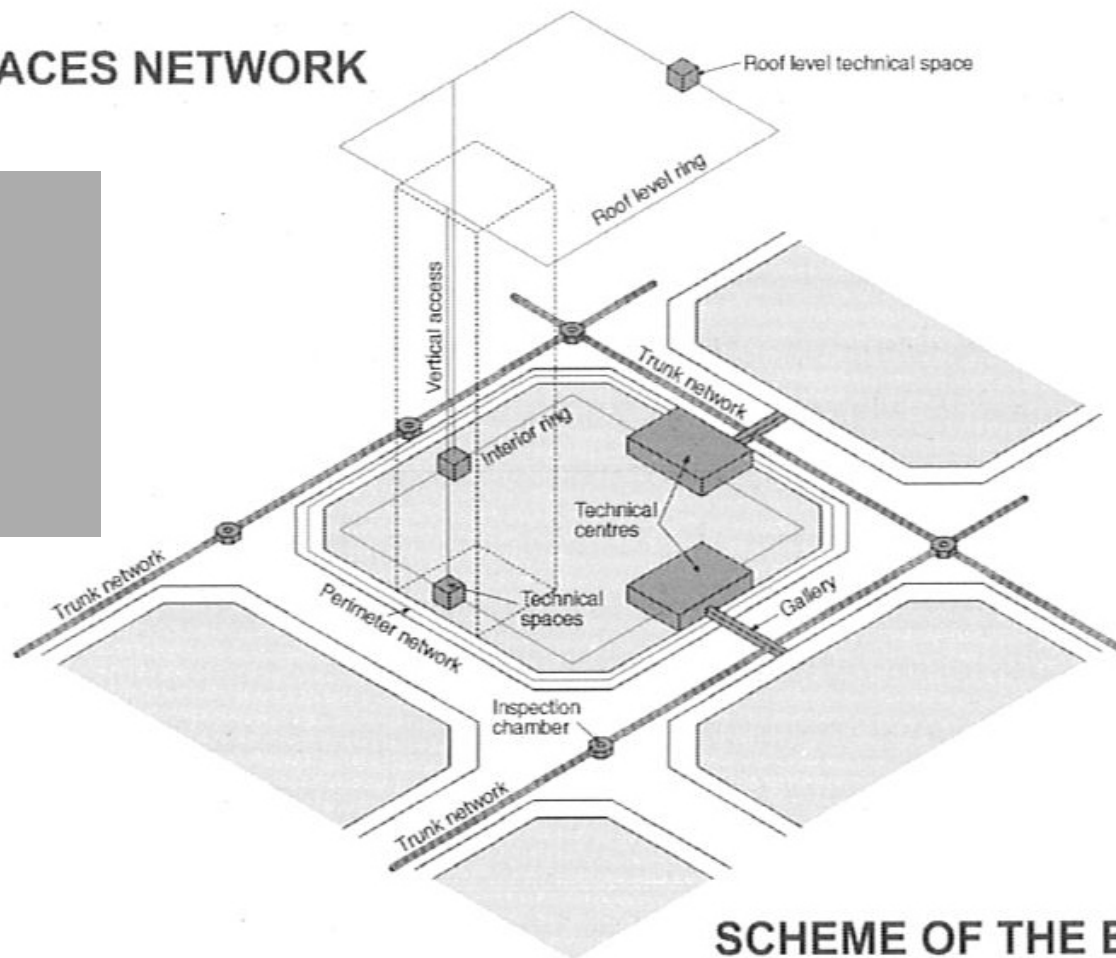 ACES NETWORK
Roof level technical space
Roof level ring
Vertical access
Trunk network
Interior ring
Technical
centres
Trunk network
Perimeter network
Technical
spaces
Gallery
Inspection
chamber
Trunk network
SCHEME OF THE